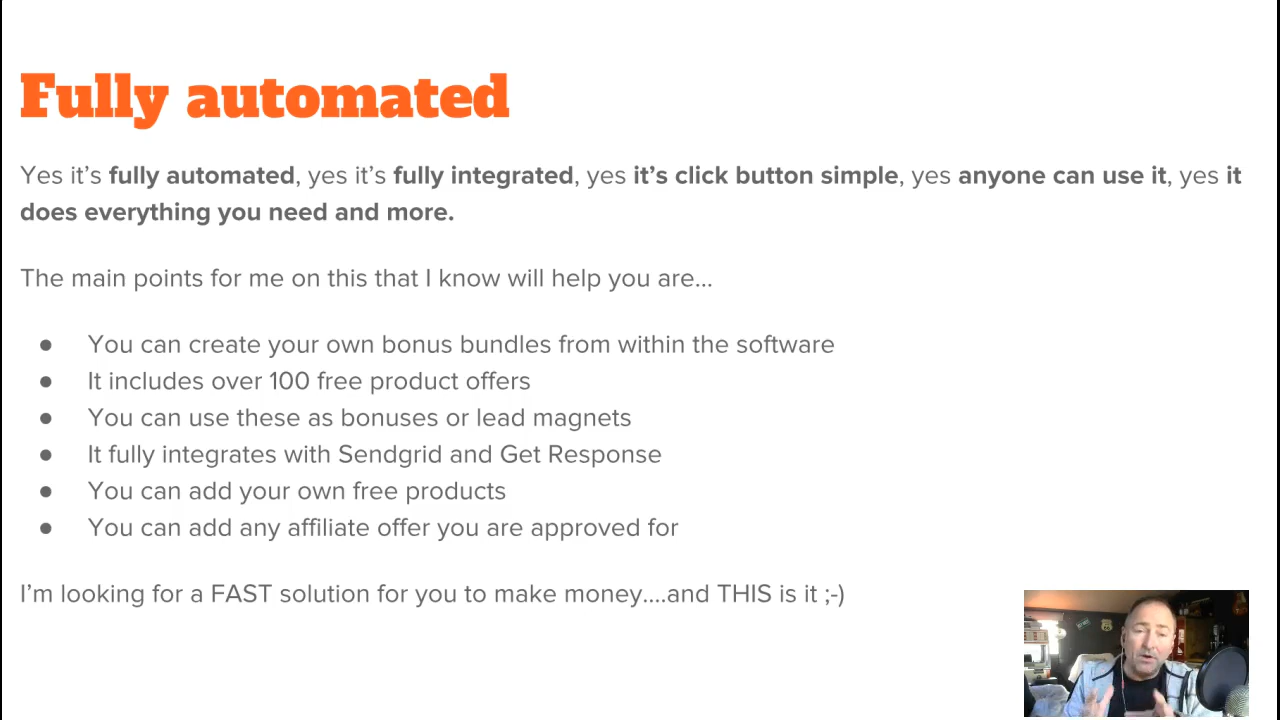 Fully automated
Yes it’s fully automated, yes it’s fully integrated, yes it’s click button simple, yes anyone can use it, yes it
does everything you need and more.
The main points for me on this that I know will help you are...
● You can create your own bonus bundles from within the software
● It includes over 100 free product offers
● You can use these as bonuses or lead magnets
● It fully integrates with Sendgrid and Get Response
● You can add your own free products
● You can add any affiliate offer you are approved for
I’m looking for a FAST solution for you to make money....and THIS is it ;-)